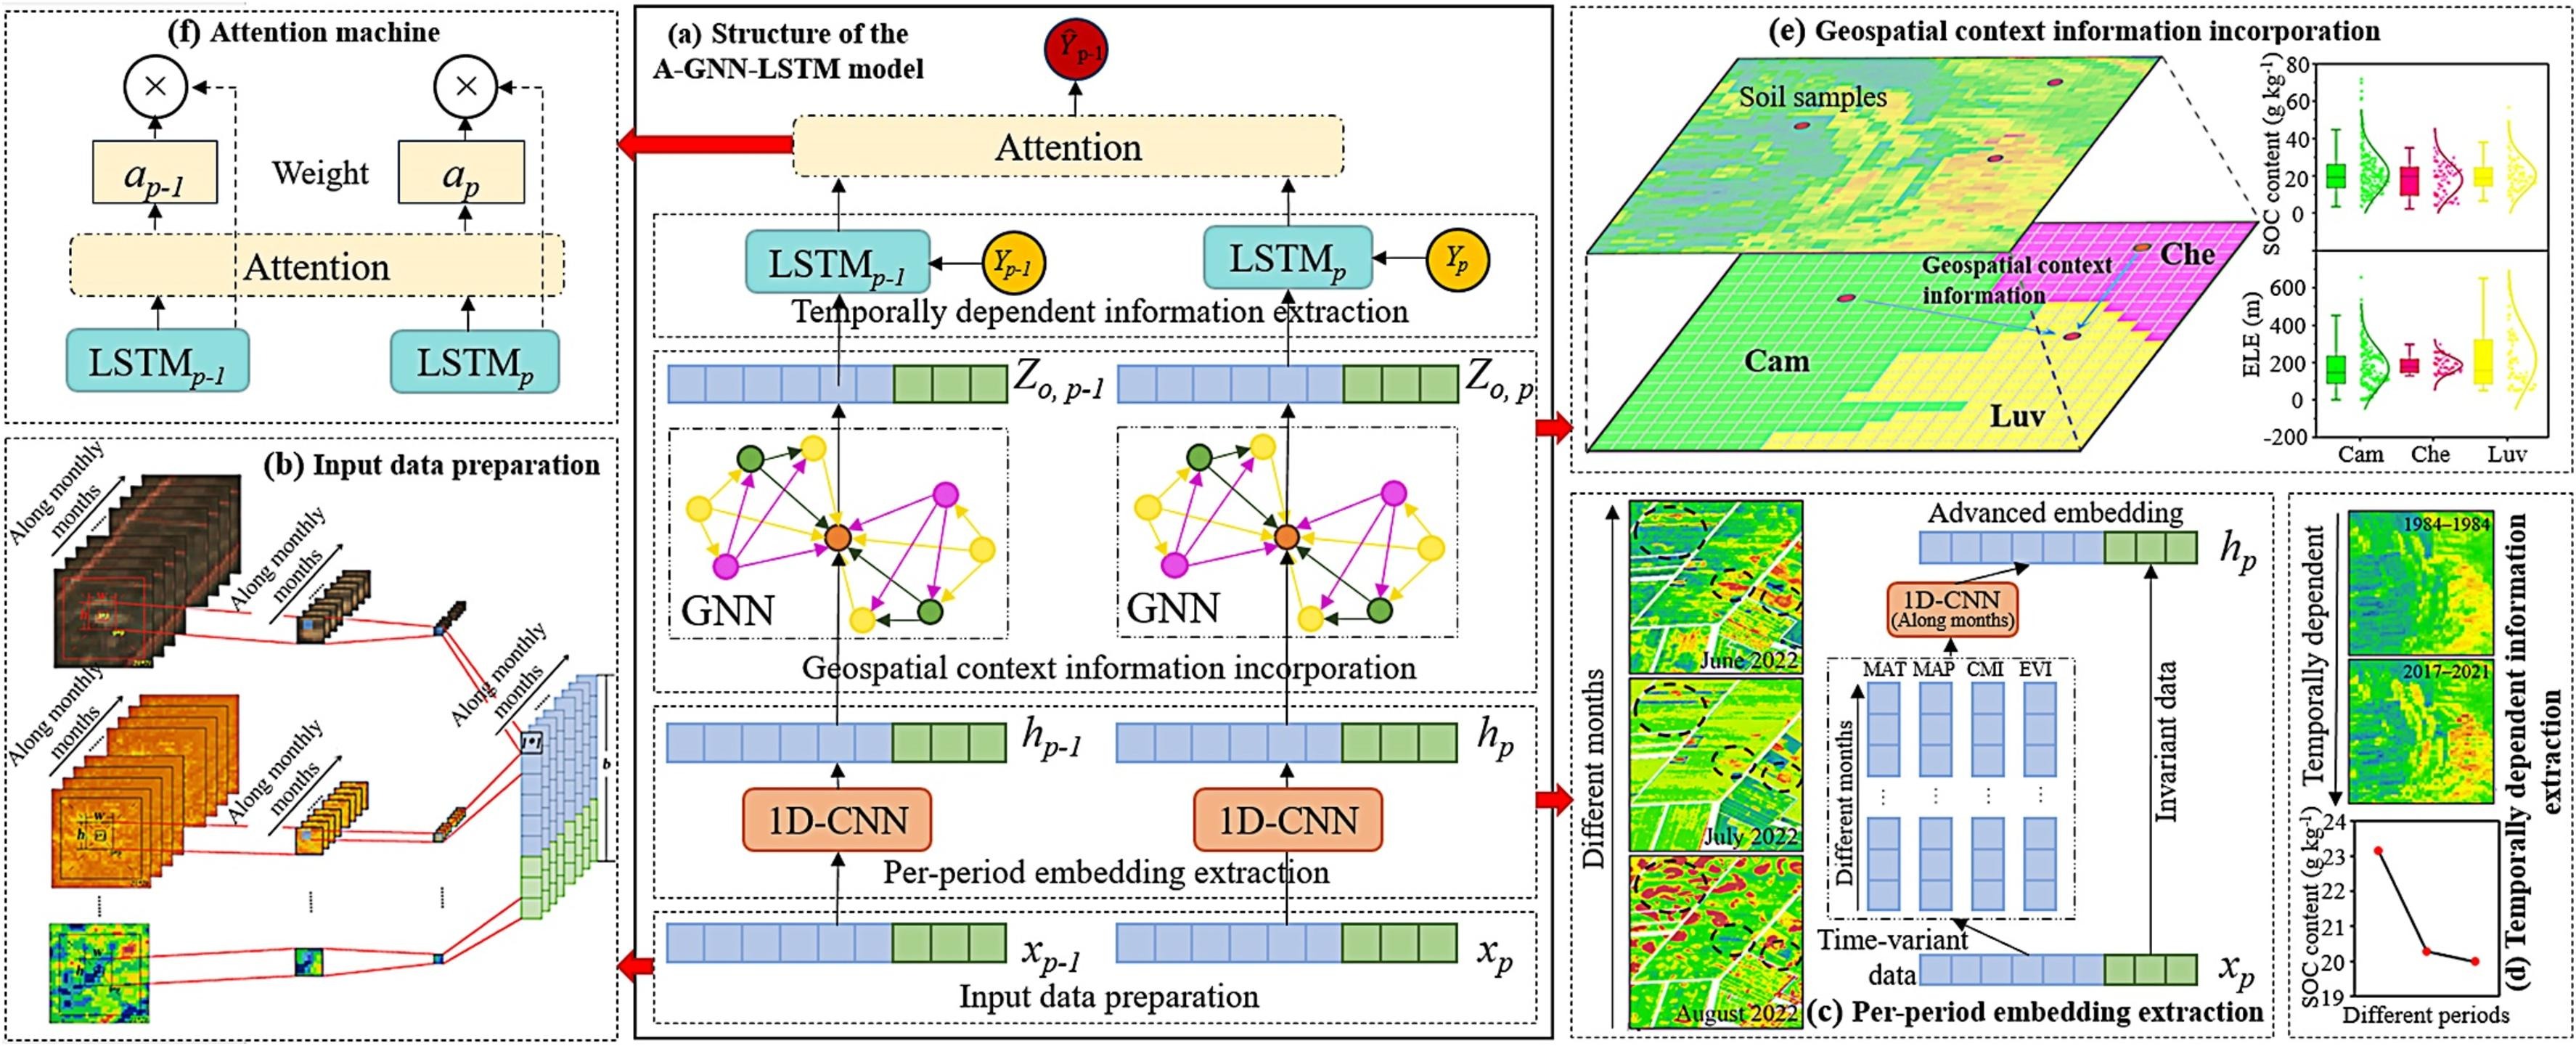 (f) Attention machine
×
×
a_{p-1}
Weight
a_p
Attention
LSTM_{p-1}
LSTM_p
(b) Input data preparation
Along monthly
months
Along monthly
months
Along monthly
months
Along monthly
months
Along monthly
months
w
h
1*1
b
w
h
(a) Structure of the
A-GNN-LSTM model
Ŷ_{p-1}
Attention
LSTM_{p-1}
Y_{p-1}
LSTM_p
Y_p
Temporally dependent information extraction
Z_{o, p-1}
Z_{o, p}
GNN
GNN
Geospatial context information incorporation
h_{p-1}
h_p
1D-CNN
1D-CNN
Per-period embedding extraction
x_{p-1}
x_p
Input data preparation
(e) Geospatial context information incorporation
Soil samples
Geospatial context
information
Che
Cam
Luv
SOC content (g kg⁻¹)
80
60
40
20
0
ELE (m)
600
400
200
0
-200
Cam
Che
Luv
Different months
June 2022
July 2022
August 2022
Advanced embedding
h_p
1D-CNN
(Along months)
MAT MAP CMI EVI
Different months
Invariant data
Time-variant
data
x_p
(c) Per-period embedding extraction
Temporally dependent
1984–1984
2017–2021
SOC content (g kg⁻¹)
24
23
22
21
20
19
Different periods
(d) Temporally dependent information
extraction